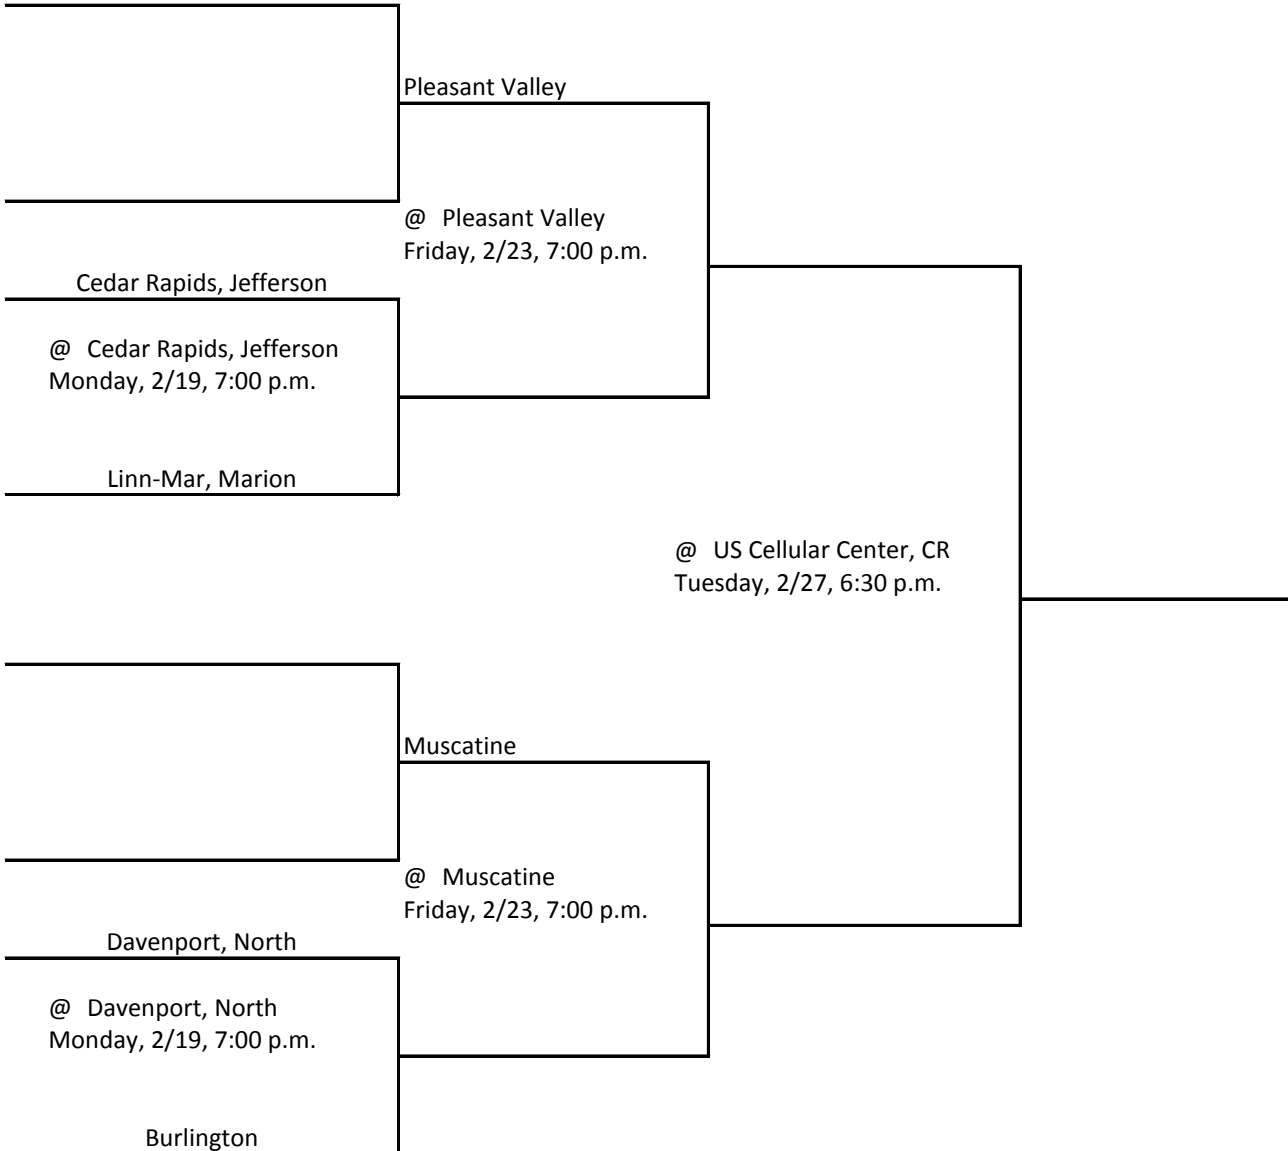 Pleasant Valley
@ Pleasant Valley
Friday, 2/23, 7:00 p.m.
Cedar Rapids, Jefferson
@ Cedar Rapids, Jefferson
Monday, 2/19, 7:00 p.m.
Linn-Mar, Marion
@ US Cellular Center, CR
Tuesday, 2/27, 6:30 p.m.
Muscatine
@ Muscatine
Friday, 2/23, 7:00 p.m.
Davenport, North
@ Davenport, North
Monday, 2/19, 7:00 p.m.
Burlington